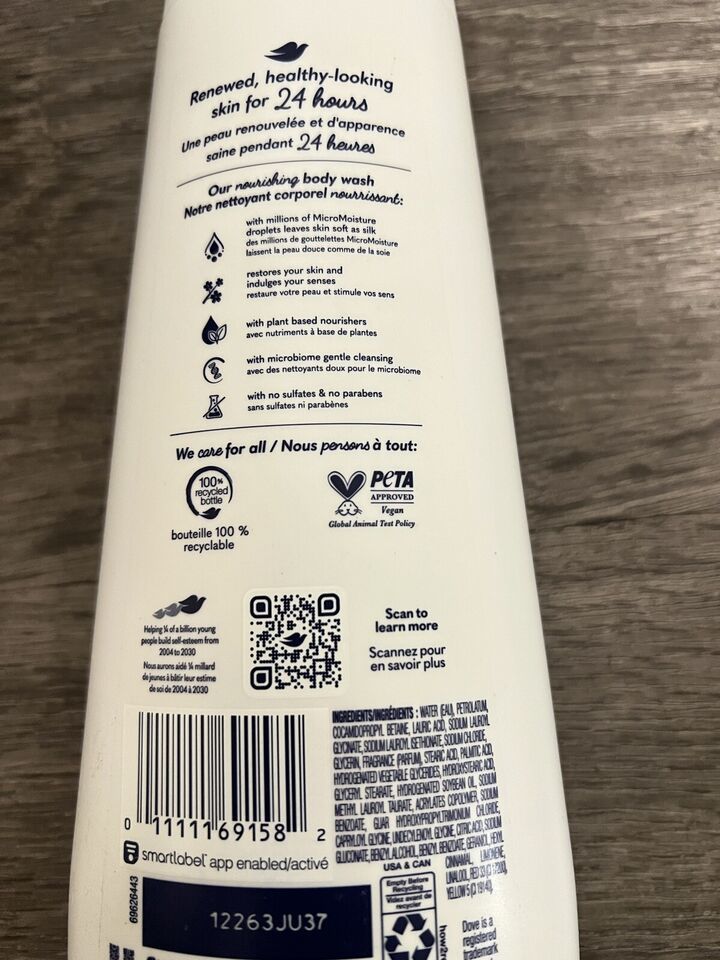 Renewed, healthy-looking
skin for 24 hours
Une peau renouvelée et d'apparence
saine pendant 24 heures
Our nourishing body wash
Notre nettoyant corporel nourrissant:
with millions of MicroMoisture
droplets leaves skin soft as silk
des millions de gouttelettes MicroMoisture
laissent la peau douce comme de la soie
restores your skin and
indulges your senses
restaure votre peau et stimule vos sens
with plant based nourishers
avec nutriments à base de plantes
with microbiome gentle cleansing
avec des nettoyants doux pour le microbiome
with no sulfates & no parabens
sans sulfates ni parabènes
We care for all / Nous pensons à tout:
100%
recycled
bottle
bouteille 100 %
recyclable
PETA
APPROVED
Vegan
Global Animal Test Policy
Helping ¼ of a billion young
people build self-esteem from
2004 to 2030
Nous aurons aidé ¼ milliard
de jeunes à bâtir leur estime
de soi de 2004 à 2030
Scan to
learn more
Scannez pour
en savoir plus
INGREDIENTS/INGRÉDIENTS : WATER (EAU), PETROLATUM,
COCAMIDOPROPYL BETAINE, LAURIC ACID, SODIUM LAUROYL
GLYCINATE, SODIUM LAUROYL ISETHIONATE, SODIUM CHLORIDE,
GLYCERIN, FRAGRANCE (PARFUM), STEARIC ACID, PALMITIC ACID,
HYDROGENATED VEGETABLE GLYCERIDES, HYDROXYSTEARIC ACID,
GLYCERYL STEARATE, HYDROGENATED SOYBEAN OIL, SODIUM
METHYL LAUROYL TAURATE, ACRYLATES COPOLYMER, SODIUM
BENZOATE, GUAR HYDROXYPROPYLTRIMONIUM CHLORIDE,
CAPRYLOYL GLYCINE, UNDECYLENOYL GLYCINE, CITRIC ACID, SODIUM
GLUCONATE, BENZYL ALCOHOL, BENZYL BENZOATE, GERANIOL, HEXYL
CINNAMAL, LIMONENE,
LINALOOL, RED 33 (CI 17200),
YELLOW 5 (CI 19140).
0 11111 69158 2
smartlabel app enabled/activé
USA & CAN
Empty Before
Recycling
Videz avant de
recycler
69626443
12263JU37
how2re
Dove is a
registered
trademark